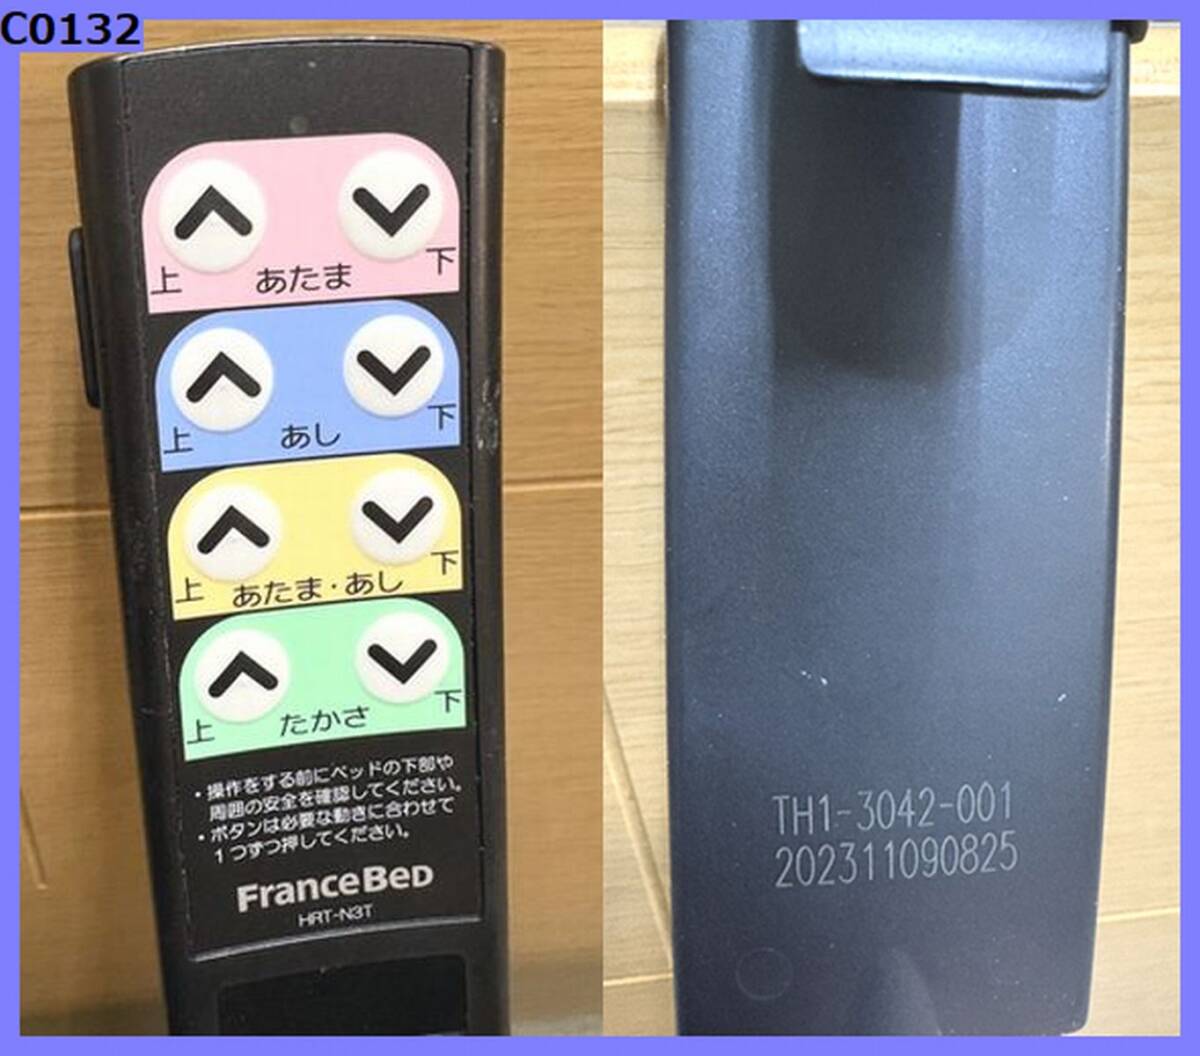 C0132
上 あたま 下
上 あし 下
上 あたま・あし 下
上 たかさ 下
・操作をする前にベッドの下部や
周囲の安全を確認してください。
・ボタンは必要な動きに合わせて
1つずつ押してください。
FranceBed
HRT-N3T
TH1-3042-001
202311090825